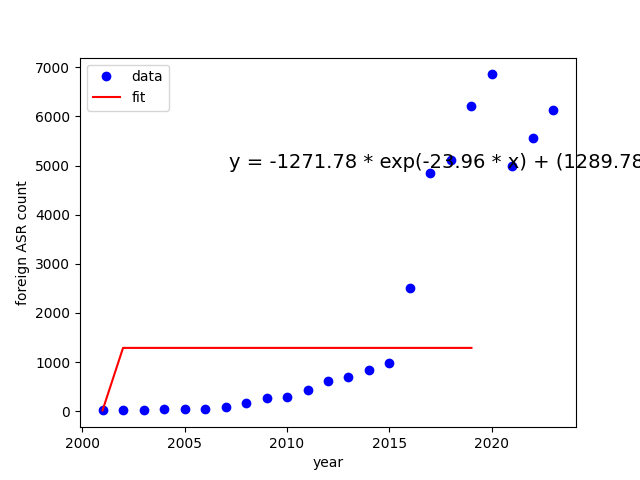 7000
6000
5000
4000
3000
2000
1000
0
foreign ASR count
data
fit
y = -1271.78 * exp(-23.96 * x) + (1289.78
2000 2005 2010 2015 2020
year